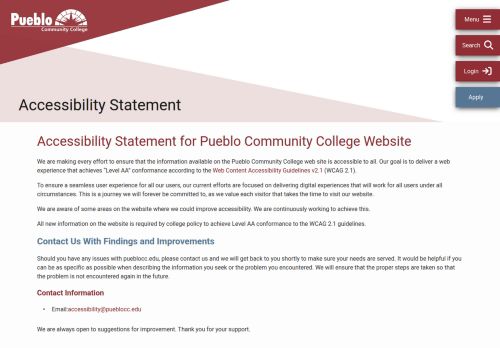 Pueblo
Community College
Menu
Search
Login
Apply
Accessibility Statement
Accessibility Statement for Pueblo Community College Website
We are making every effort to ensure that the information available on the Pueblo Community College web site is accessible to all. Our goal is to deliver a web
experience that achieves "Level AA" conformance according to the Web Content Accessibility Guidelines v2.1 (WCAG 2.1).
To ensure a seamless user experience for all our users, our current efforts are focused on delivering digital experiences that will work for all users under all
circumstances. This is a journey we will forever be committed to, as we value each visitor that takes the time to visit our website.
We are aware of some areas on the website where we could improve accessibility. We are continuously working to achieve this.
All new information on the website is required by college policy to achieve Level AA conformance to the WCAG 2.1 guidelines.
Contact Us With Findings and Improvements
Should you have any issues with pueblocc.edu, please contact us and we will get back to you shortly to make sure your needs are served. It would be helpful if you
can be as specific as possible when describing the information you seek or the problem you encountered. We will ensure that the proper steps are taken so that
the problem is not encountered again in the future.
Contact Information
• Email:accessibility@pueblocc.edu
We are always open to suggestions for improvement. Thank you for your support.